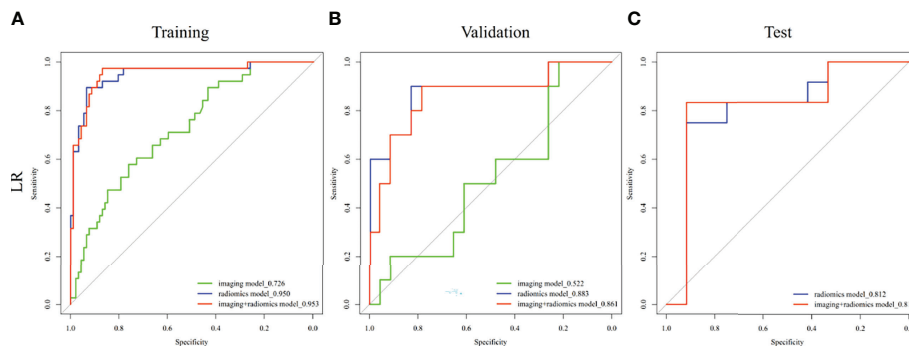 A
B
C
Training
Validation
Test
LR
Sensitivity
1.0
0.8
0.6
0.4
0.2
0.0
imaging model_0.726
radiomics model_0.950
imaging+radiomics model_0.953
1.0 0.8 0.6 0.4 0.2 0.0
Specificity
Sensitivity
1.0
0.8
0.6
0.4
0.2
0.0
imaging model_0.522
radiomics model_0.883
imaging+radiomics model_0.861
1.0 0.8 0.6 0.4 0.2 0.0
Specificity
Sensitivity
1.0
0.8
0.6
0.4
0.2
0.0
radiomics model_0.812
imaging+radiomics model_0.8
1.0 0.8 0.6 0.4 0.2 0.0
Specificity